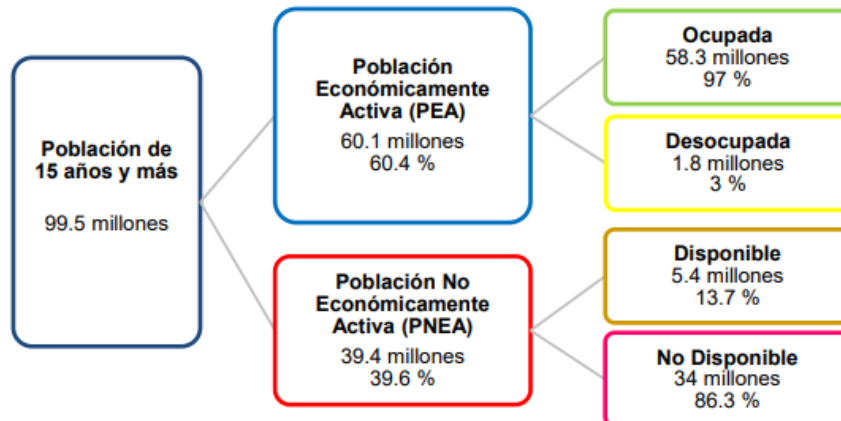 Población de
15 años y más
99.5 millones
Población
Económicamente
Activa (PEA)
60.1 millones
60.4 %
Población No
Económicamente
Activa (PNEA)
39.4 millones
39.6 %
Ocupada
58.3 millones
97 %
Desocupada
1.8 millones
3 %
Disponible
5.4 millones
13.7 %
No Disponible
34 millones
86.3 %